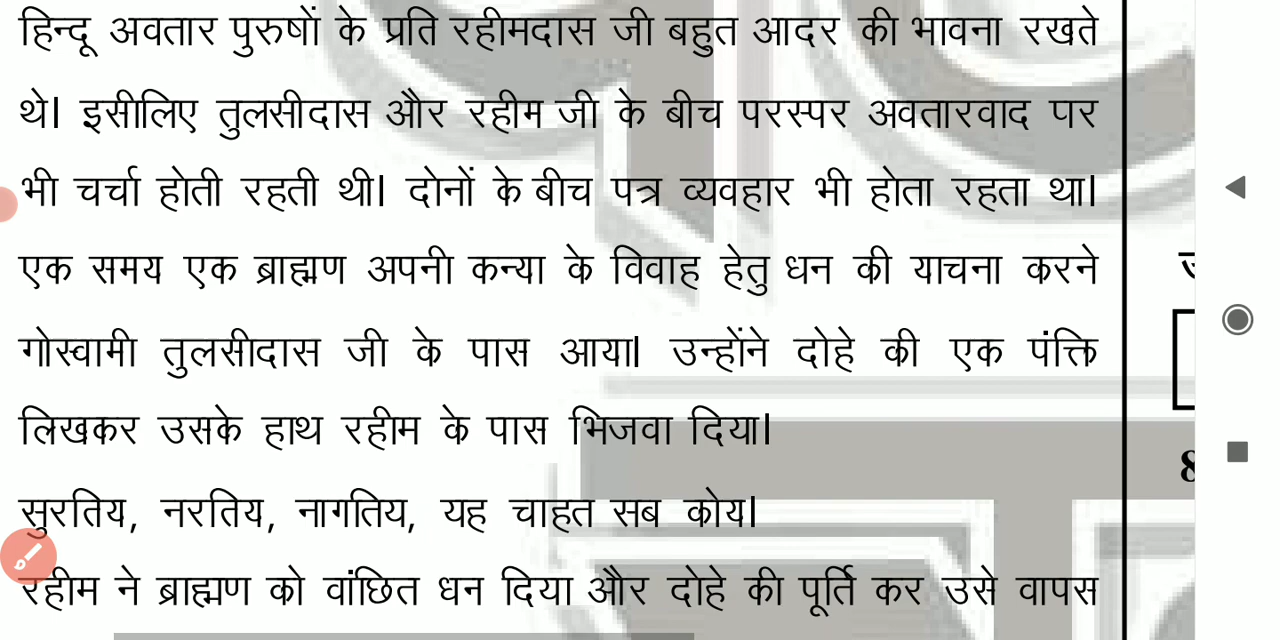 हिन्दू अवतार पुरुषों के प्रति रहीमदास जी बहुत आदर की भावना रखते
थे। इसीलिए तुलसीदास और रहीम जी के बीच परस्पर अवतारवाद पर
भी चर्चा होती रहती थी। दोनों के बीच पत्र व्यवहार भी होता रहता था।
एक समय एक ब्राह्मण अपनी कन्या के विवाह हेतु धन की याचना करने
गोस्वामी तुलसीदास जी के पास आया। उन्होंने दोहे की एक पंक्ति
लिखकर उसके हाथ रहीम के पास भिजवा दिया।
सुरतिय, नरतिय, नागतिय, यह चाहत सब कोय।
रहीम ने ब्राह्मण को वांछित धन दिया और दोहे की पूर्ति कर उसे वापस